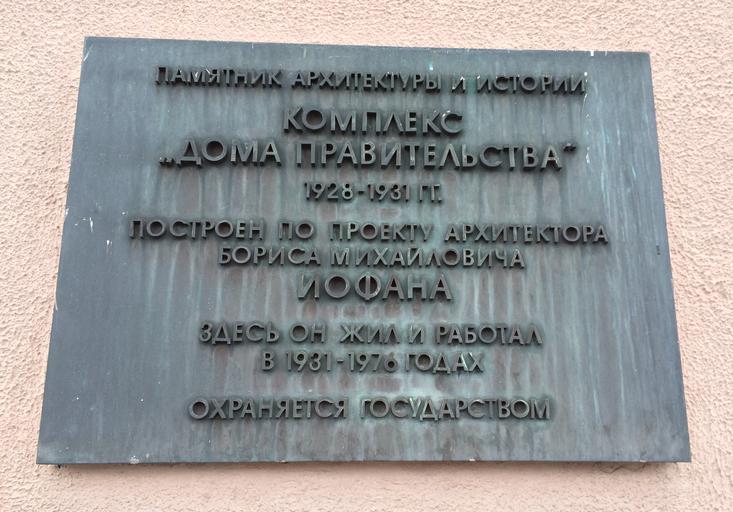 ПАМЯТНИК АРХИТЕКТУРЫ И ИСТОРИИ
КОМПЛЕКС
„ДОМА ПРАВИТЕЛЬСТВА“
1928-1931 ГГ.
ПОСТРОЕН ПО ПРОЕКТУ АРХИТЕКТОРА
БОРИСА МИХАЙЛОВИЧА
ИОФАНА
ЗДЕСЬ ОН ЖИЛ И РАБОТАЛ
В 1931-1976 ГОДАХ
ОХРАНЯЕТСЯ ГОСУДАРСТВОМ